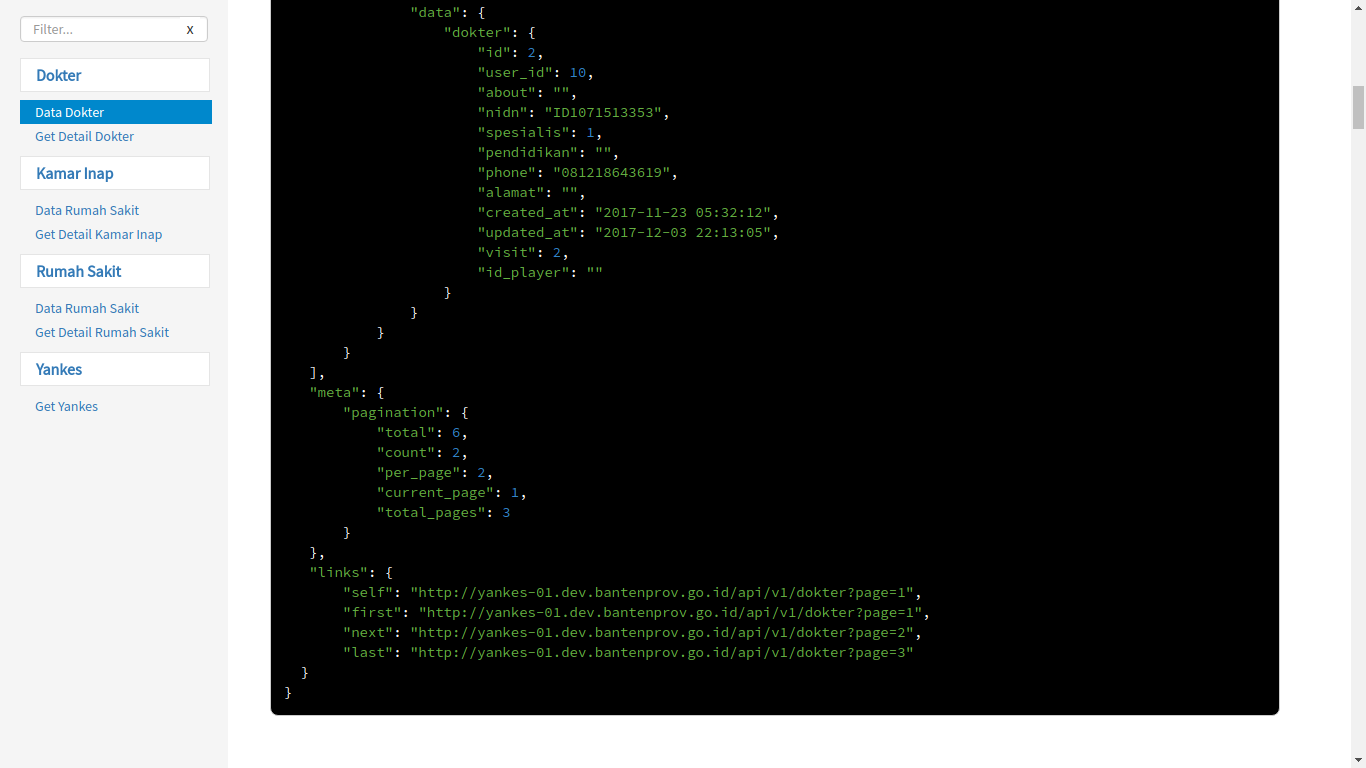 Filter...
x
Dokter
Data Dokter
Get Detail Dokter
Kamar Inap
Data Rumah Sakit
Get Detail Kamar Inap
Rumah Sakit
Data Rumah Sakit
Get Detail Rumah Sakit
Yankes
Get Yankes
"data": {
"dokter": {
"id": 2,
"user_id": 10,
"about": "",
"nidn": "ID1071513353",
"spesialis": 1,
"pendidikan": "",
"phone": "081218643619",
"alamat": "",
"created_at": "2017-11-23 05:32:12",
"updated_at": "2017-12-03 22:13:05",
"visit": 2,
"id_player": ""
}
}
}
}
],
"meta": {
"pagination": {
"total": 6,
"count": 2,
"per_page": 2,
"current_page": 1,
"total_pages": 3
}
},
"links": {
"self": "http://yankes-01.dev.bantenprov.go.id/api/v1/dokter?page=1",
"first": "http://yankes-01.dev.bantenprov.go.id/api/v1/dokter?page=1",
"next": "http://yankes-01.dev.bantenprov.go.id/api/v1/dokter?page=2",
"last": "http://yankes-01.dev.bantenprov.go.id/api/v1/dokter?page=3"
}
}